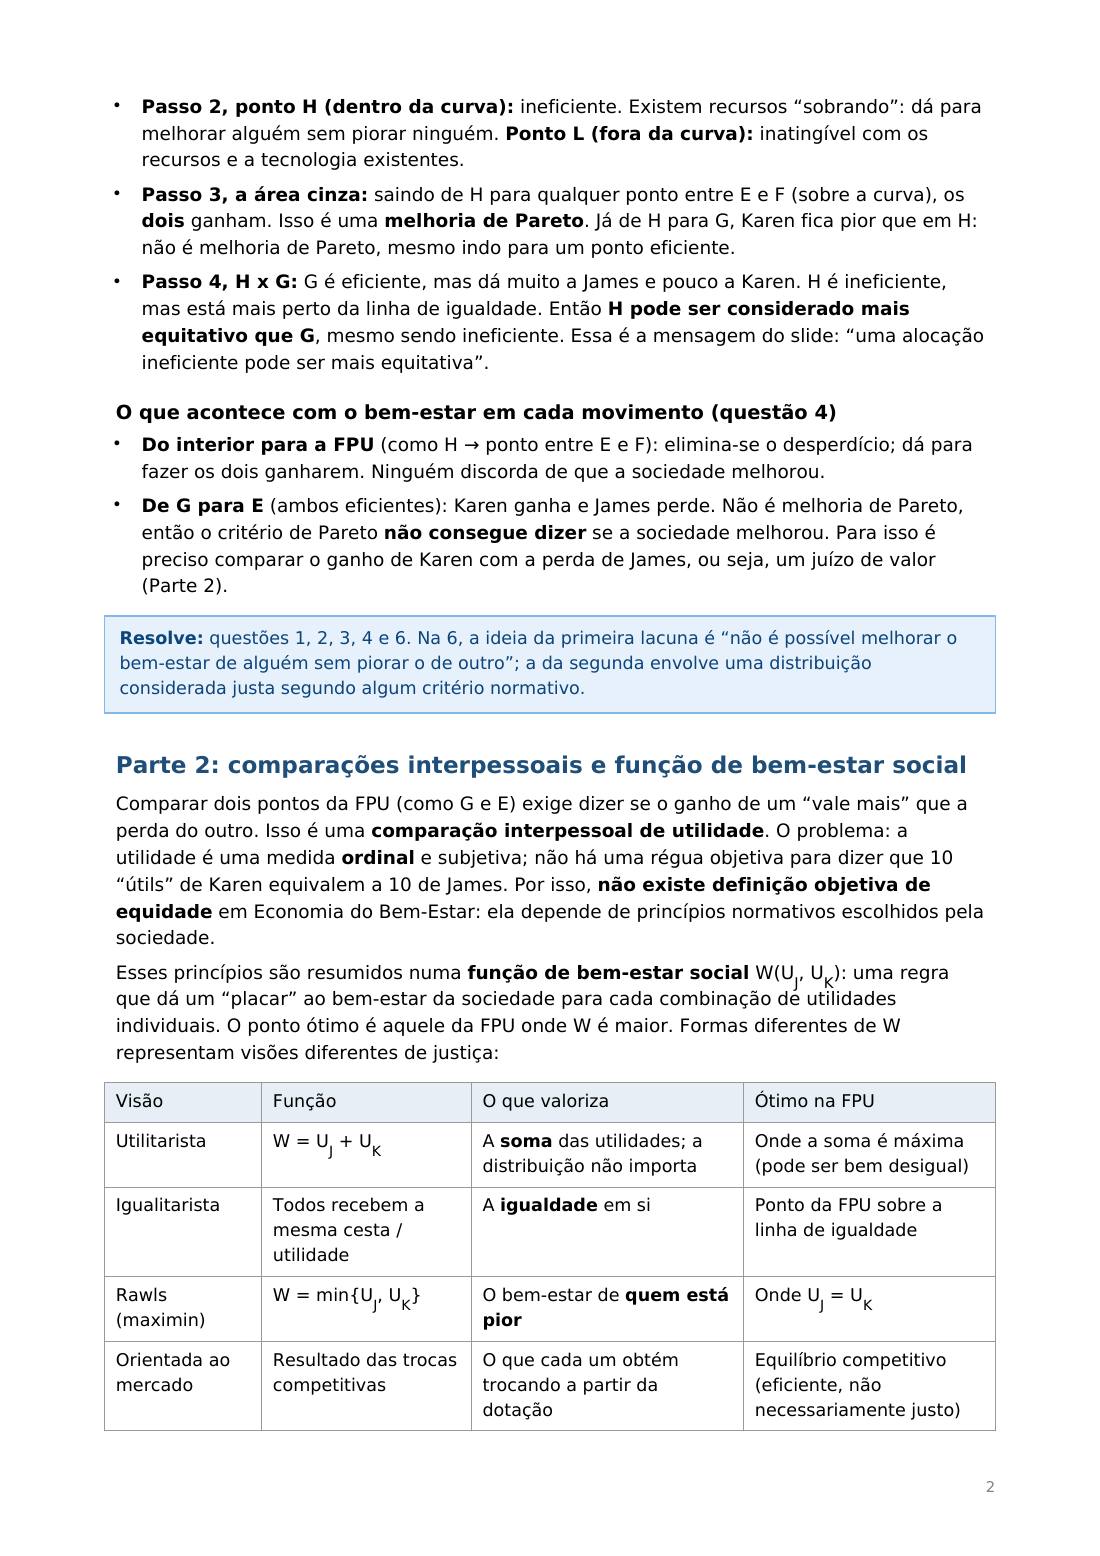 • Passo 2, ponto H (dentro da curva): ineficiente. Existem recursos “sobrando”: dá para
melhorar alguém sem piorar ninguém. Ponto L (fora da curva): inatingível com os
recursos e a tecnologia existentes.
• Passo 3, a área cinza: saindo de H para qualquer ponto entre E e F (sobre a curva), os
dois ganham. Isso é uma melhoria de Pareto. Já de H para G, Karen fica pior que em H:
não é melhoria de Pareto, mesmo indo para um ponto eficiente.
• Passo 4, H x G: G é eficiente, mas dá muito a James e pouco a Karen. H é ineficiente,
mas está mais perto da linha de igualdade. Então H pode ser considerado mais
equitativo que G, mesmo sendo ineficiente. Essa é a mensagem do slide: “uma alocação
ineficiente pode ser mais equitativa”.
O que acontece com o bem-estar em cada movimento (questão 4)
• Do interior para a FPU (como H → ponto entre E e F): elimina-se o desperdício; dá para
fazer os dois ganharem. Ninguém discorda de que a sociedade melhorou.
• De G para E (ambos eficientes): Karen ganha e James perde. Não é melhoria de Pareto,
então o critério de Pareto não consegue dizer se a sociedade melhorou. Para isso é
preciso comparar o ganho de Karen com a perda de James, ou seja, um juízo de valor
(Parte 2).
Resolve: questões 1, 2, 3, 4 e 6. Na 6, a ideia da primeira lacuna é “não é possível melhorar o
bem-estar de alguém sem piorar o de outro”; a da segunda envolve uma distribuição
considerada justa segundo algum critério normativo.
Parte 2: comparações interpessoais e função de bem-estar social
Comparar dois pontos da FPU (como G e E) exige dizer se o ganho de um “vale mais” que a
perda do outro. Isso é uma comparação interpessoal de utilidade. O problema: a
utilidade é uma medida ordinal e subjetiva; não há uma régua objetiva para dizer que 10
“útils” de Karen equivalem a 10 de James. Por isso, não existe definição objetiva de
equidade em Economia do Bem-Estar: ela depende de princípios normativos escolhidos pela
sociedade.
Esses princípios são resumidos numa função de bem-estar social W(U_J, U_K): uma regra
que dá um “placar” ao bem-estar da sociedade para cada combinação de utilidades
individuais. O ponto ótimo é aquele da FPU onde W é maior. Formas diferentes de W
representam visões diferentes de justiça:
Visão Função O que valoriza Ótimo na FPU
Utilitarista W = U_J + U_K A soma das utilidades; a Onde a soma é máxima
distribuição não importa (pode ser bem desigual)
Igualitarista Todos recebem a A igualdade em si Ponto da FPU sobre a
mesma cesta / linha de igualdade
utilidade
Rawls W = min{U_J, U_K} O bem-estar de quem está Onde U_J = U_K
(maximin) pior
Orientada ao Resultado das trocas O que cada um obtém Equilíbrio competitivo
mercado competitivas trocando a partir da (eficiente, não
dotação necessariamente justo)
2